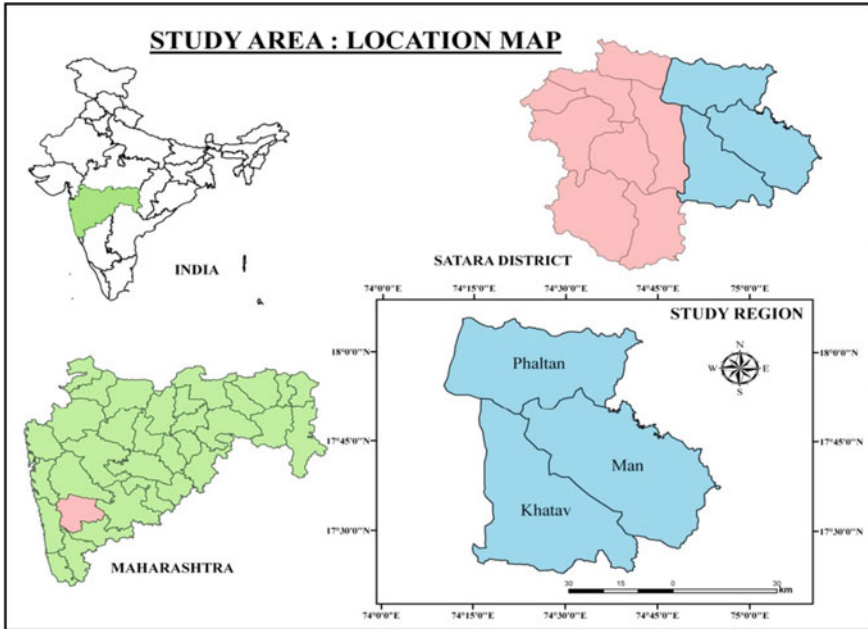 STUDY AREA : LOCATION MAP
INDIA
SATARA DISTRICT
74°0'0"E 74°15'0"E 74°30'0"E 74°45'0"E 75°0'0"E
STUDY REGION
N
W E
S
18°0'0"N 18°0'0"N
Phaltan
17°45'0"N 17°45'0"N
Man
Khatav
17°30'0"N 17°30'0"N
MAHARASHTRA
30 15 0 30
km
74°0'0"E 74°15'0"E 74°30'0"E 74°45'0"E 75°0'0"E